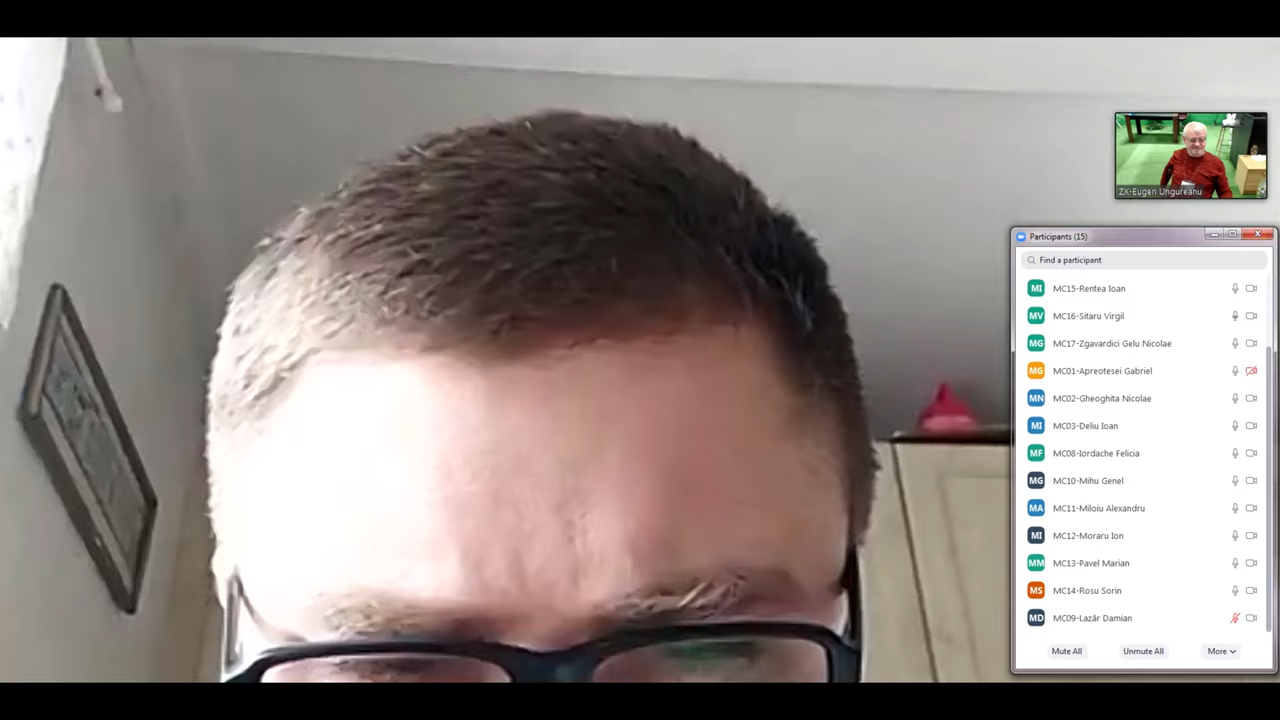 ZX-Eugen Ungureanu
Participants (15)
Find a participant
MI MC15-Rentea Ioan
MV MC16-Sitaru Virgil
MG MC17-Zgavardici Gelu Nicolae
MG MC01-Apreotesei Gabriel
MN MC02-Gheoghita Nicolae
MI MC03-Deliu Ioan
MF MC08-Iordache Felicia
MG MC10-Mihu Genel
MA MC11-Miloiu Alexandru
MI MC12-Moraru Ion
MM MC13-Pavel Marian
MS MC14-Rosu Sorin
MD MC09-Lazăr Damian
Mute All Unmute All More